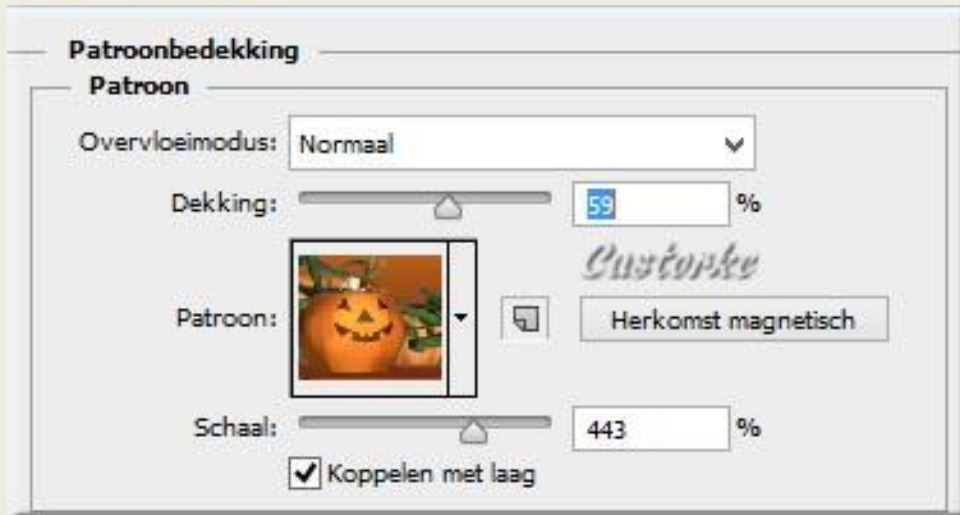 Patroonbedekking
Patroon
Overvloeimodus: Normaal
Dekking: 59 %
Custorke
Patroon: Herkomst magnetisch
Schaal: 443 %
Koppelen met laag